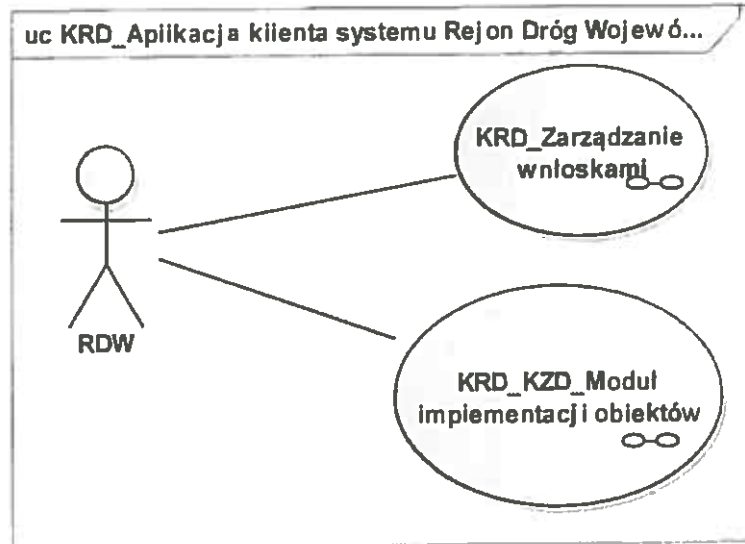 uc KRD_Aplikacja klienta systemu Rejon Dróg Wojewó...
KRD_Zarządzanie
wnioskami
RDW
KRD_KZD_Moduł
implementacji obiektów